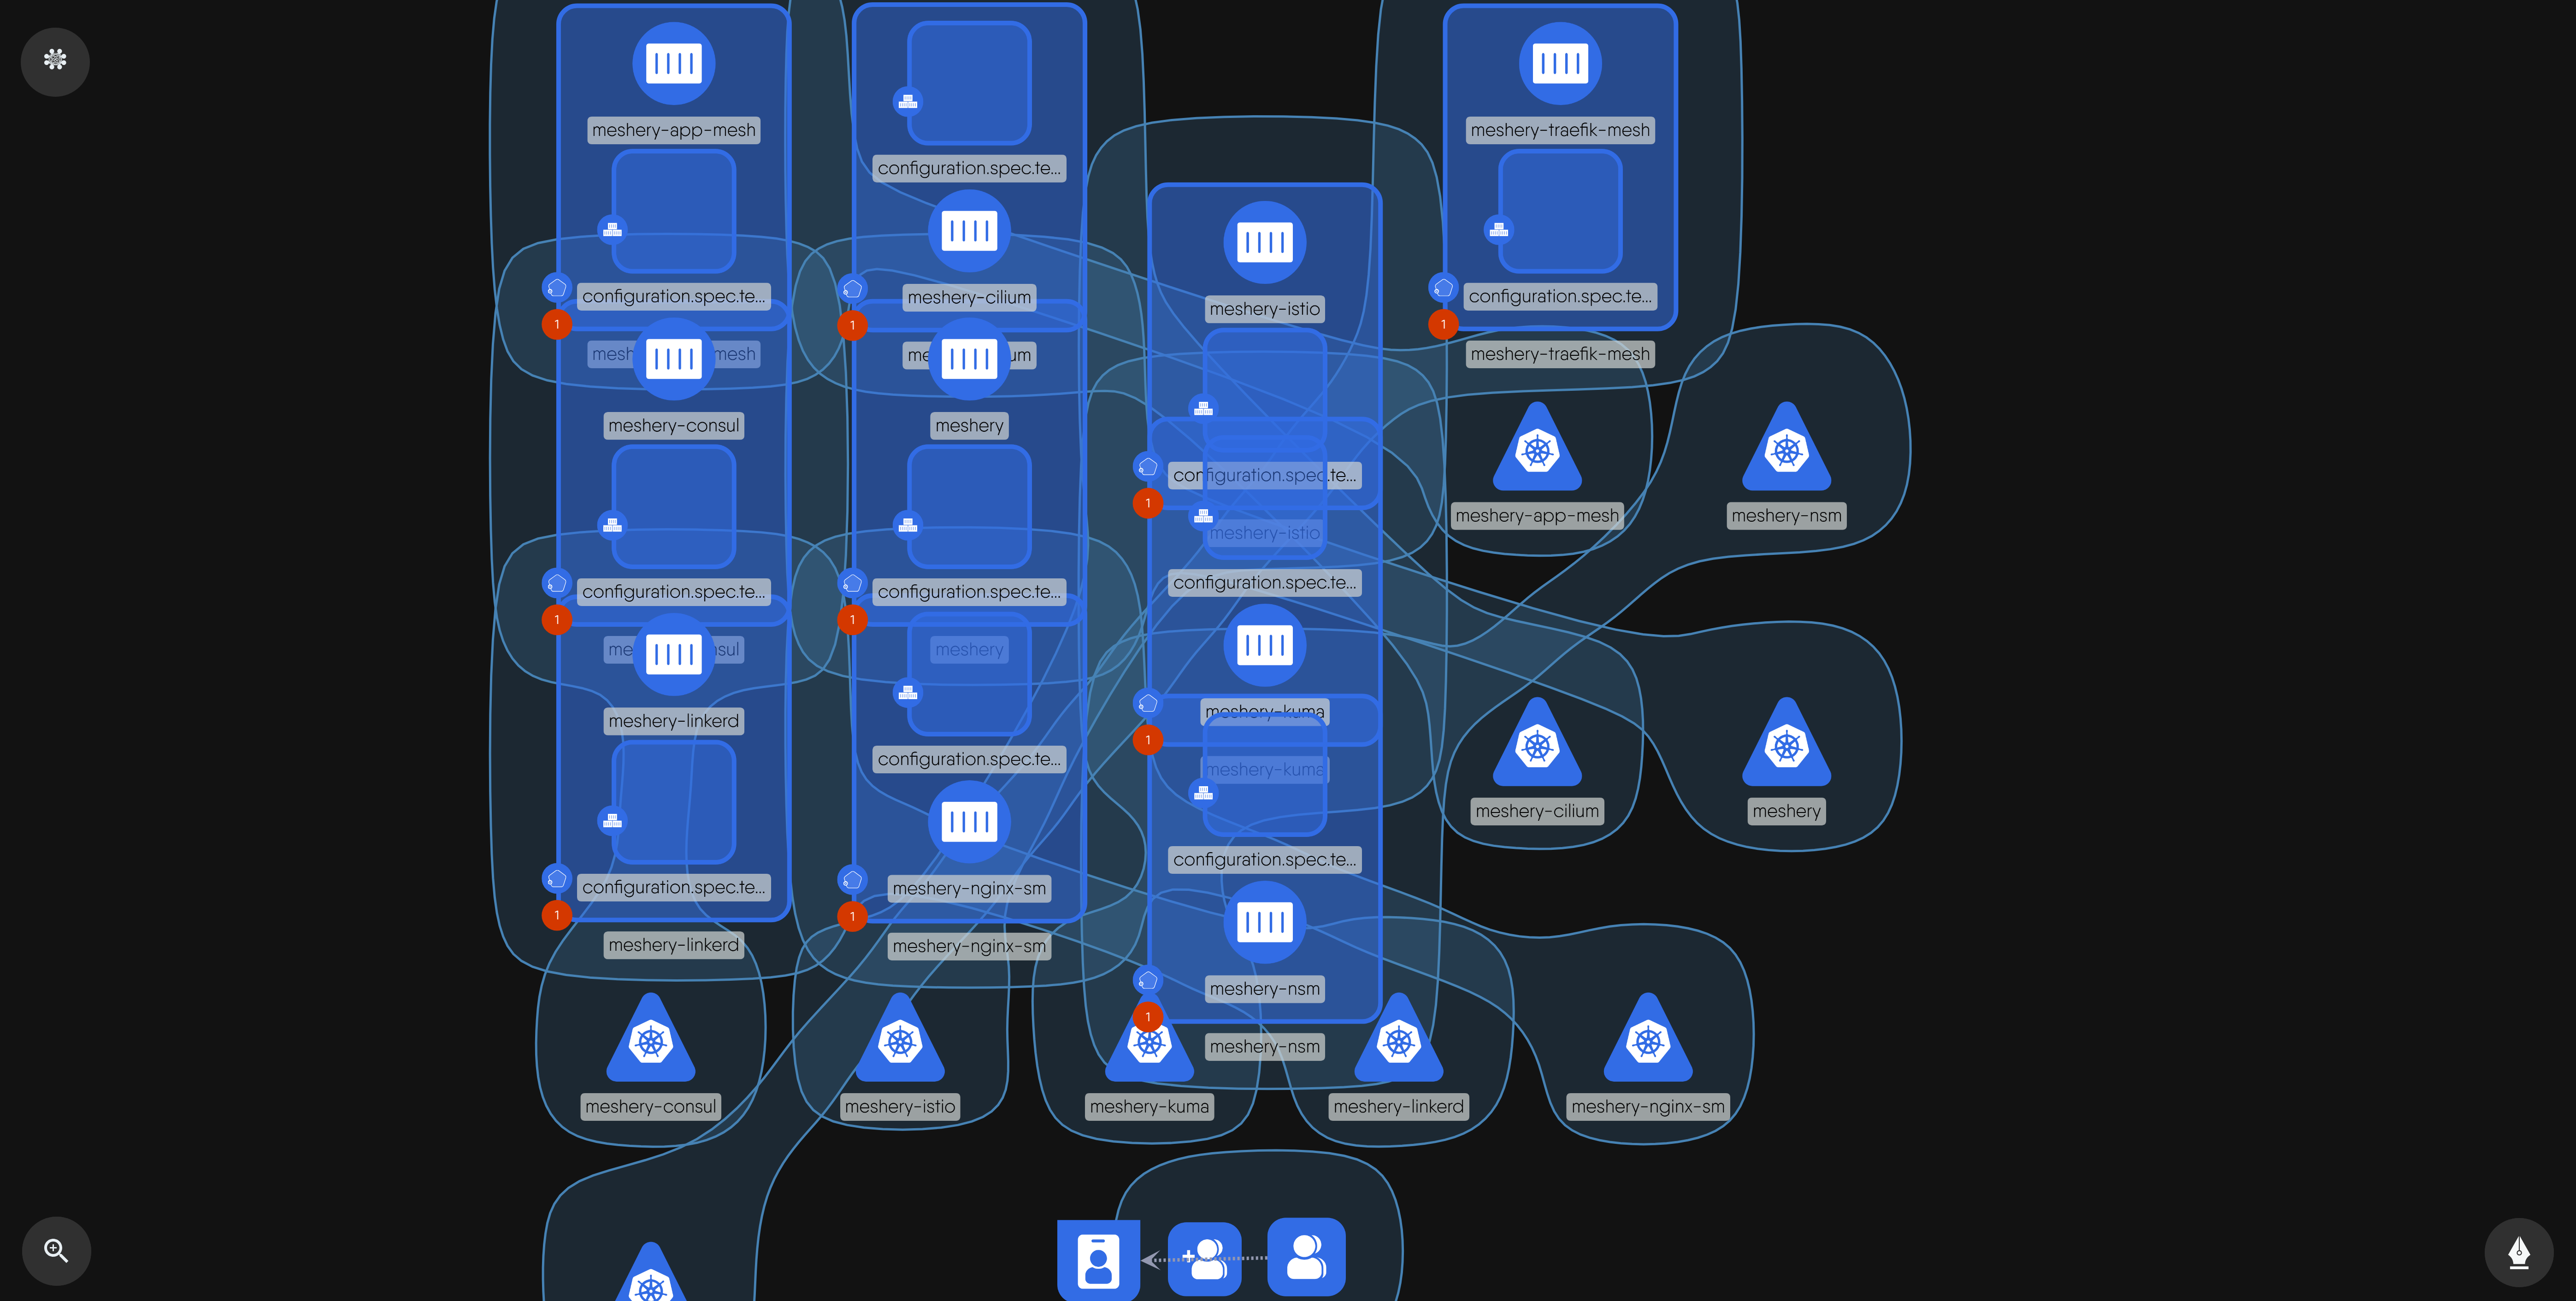 meshery-app-mesh
configuration.spec.te...
1
mesh mesh
meshery-consul
configuration.spec.te...
1
me sul
meshery-linkerd
configuration.spec.te...
1
meshery-linkerd
configuration.spec.te...
meshery-cilium
1
me um
meshery
configuration.spec.te...
1
meshery
configuration.spec.te...
meshery-nginx-sm
1
meshery-nginx-sm
meshery-istio
configuration.spec.te...
1
meshery-istio
configuration.spec.te...
meshery-kuma
1
meshery-kuma
configuration.spec.te...
meshery-nsm
1
meshery-nsm
meshery-traefik-mesh
configuration.spec.te...
1
meshery-traefik-mesh
meshery-app-mesh
meshery-nsm
meshery-cilium
meshery
meshery-consul
meshery-istio
meshery-kuma
meshery-linkerd
meshery-nginx-sm